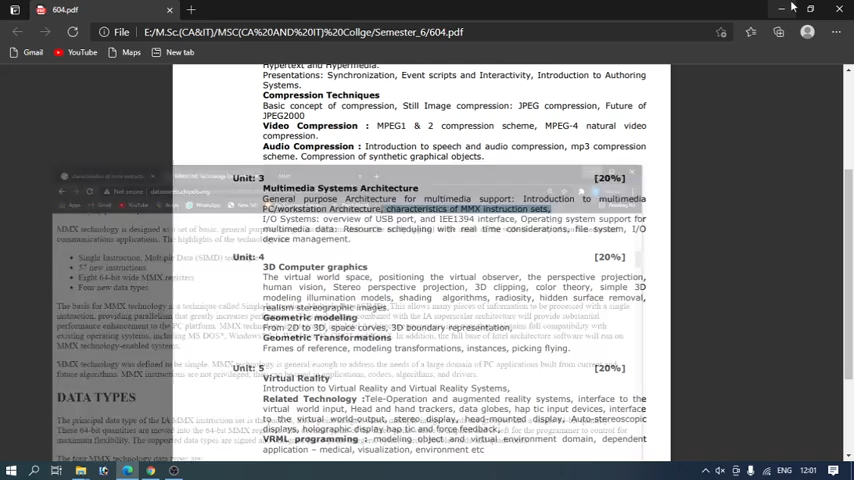 604.pdf
File
E:/M.Sc.(CA&IT)/MSC(CA%20AND%20IT)%20Collge/Semester_6/604.pdf
Gmail
YouTube
Maps
New tab
Hypertext and Hypermedia.
Presentations: Synchronization, Event scripts and Interactivity, Introduction to Authoring
Systems.
Compression Techniques
Basic concept of compression, Still Image compression: JPEG compression, Future of
JPEG2000
Video Compression : MPEG1 & 2 compression scheme, MPEG-4 natural video
compression.
Audio Compression : Introduction to speech and audio compression, mp3 compression
scheme. Compression of synthetic graphical objects.
Unit: 3 [20%]
Multimedia Systems Architecture
General purpose Architecture for multimedia support: Introduction to multimedia
PC/workstation Architecture, characteristics of MMX instruction sets,
I/O Systems: overview of USB port, and IEE1394 interface, Operating system support for
multimedia data: Resource scheduling with real time considerations, file system, I/O
device management.
MMX technology is designed as a set of basic, general
communications applications. The highlights of the
Single Instruction, Multiple Data (SIMD)
57 new instructions
Eight 64-bit wide MMX registers
Four new data types
Unit: 4 [20%]
3D Computer graphics
The virtual world space, positioning the virtual observer, the perspective projection,
human vision, Stereo perspective projection, 3D clipping, color theory, simple 3D
modeling illumination models, shading algorithms, radiosity, hidden surface removal,
realism stereographic images.
Geometric modeling
From 2D to 3D, 3D space curves, 3D boundary representation,
Geometric Transformations
Frames of reference, modeling transformations, instances, picking flying.
Unit: 5 [20%]
Virtual Reality
Introduction to Virtual Reality and Virtual Reality Systems,
Related Technology :Tele-Operation and augmented reality systems, interface to the
virtual world input, Head and hand trackers, data globes, hap tic input devices, interface
to the virtual world-output, stereo display, head-mounted display, Auto-stereoscopic
displays, holographic display hap tic and force feedback,
VRML programming : modeling object and virtual environment domain, dependent
application – medical, visualization, environment etc
DATA TYPES
ENG
12:01